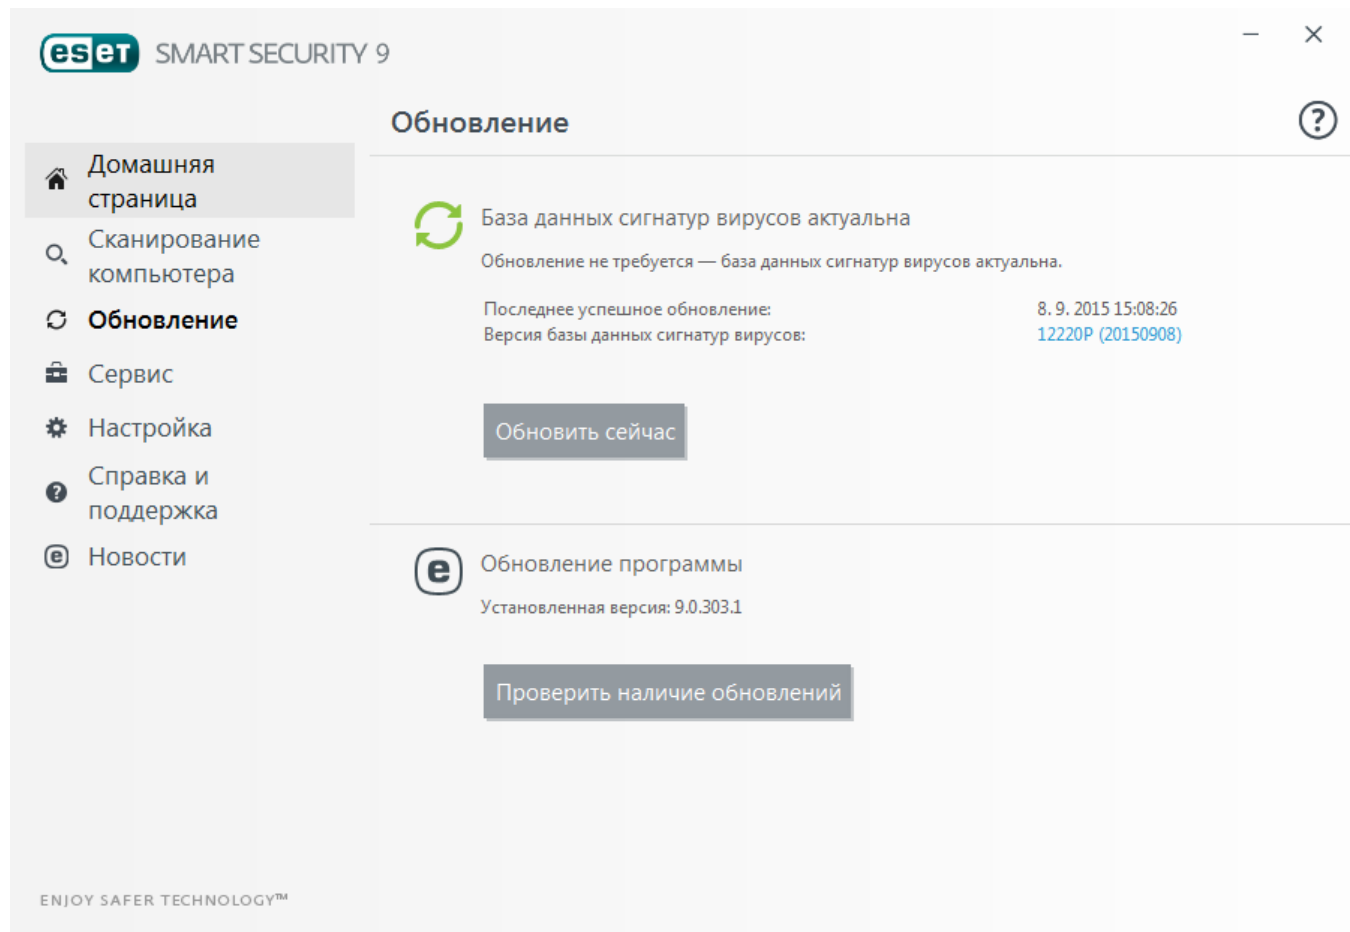 eset SMART SECURITY 9
Обновление
?
Домашняя
страница
Сканирование
компьютера
Обновление
Сервис
Настройка
Справка и
поддержка
Новости
База данных сигнатур вирусов актуальна
Обновление не требуется — база данных сигнатур вирусов актуальна.
Последнее успешное обновление: 8. 9. 2015 15:08:26
Версия базы данных сигнатур вирусов: 12220P (20150908)
Обновить сейчас
e Обновление программы
Установленная версия: 9.0.303.1
Проверить наличие обновлений
ENJOY SAFER TECHNOLOGY™